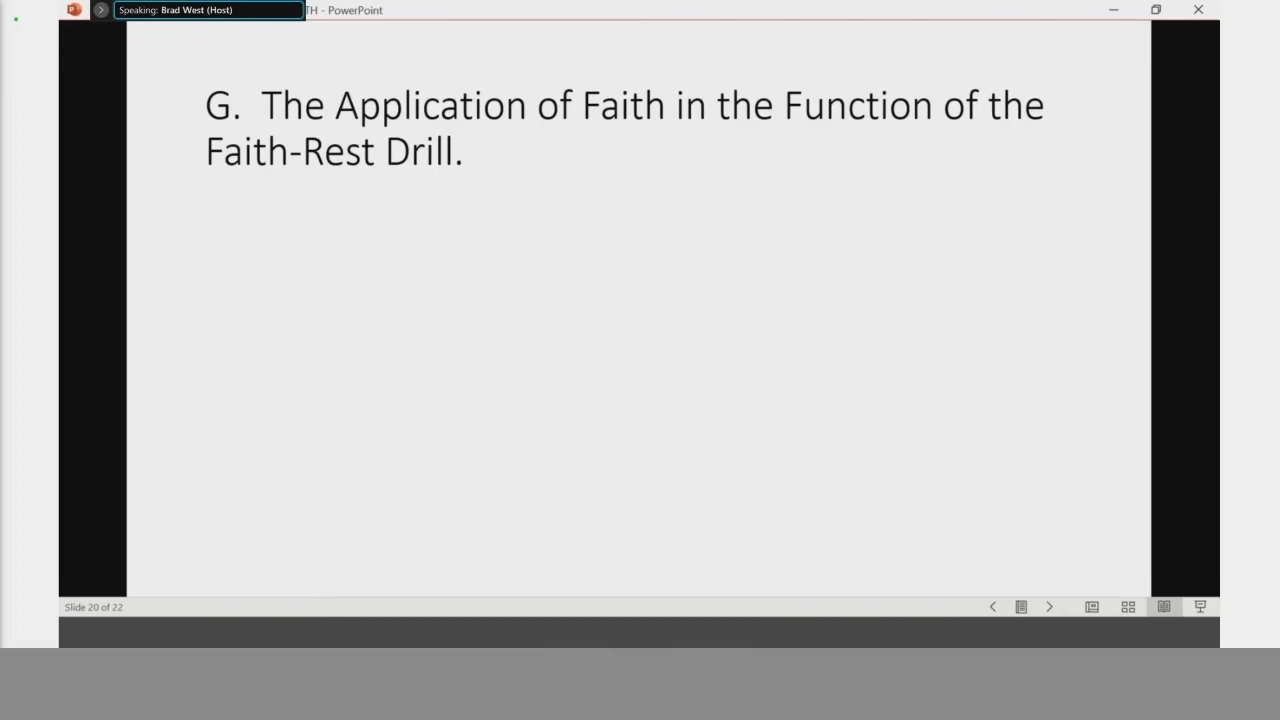 Speaking: Brad West (Host)
TH - PowerPoint
G. The Application of Faith in the Function of the
Faith-Rest Drill.
Slide 20 of 22